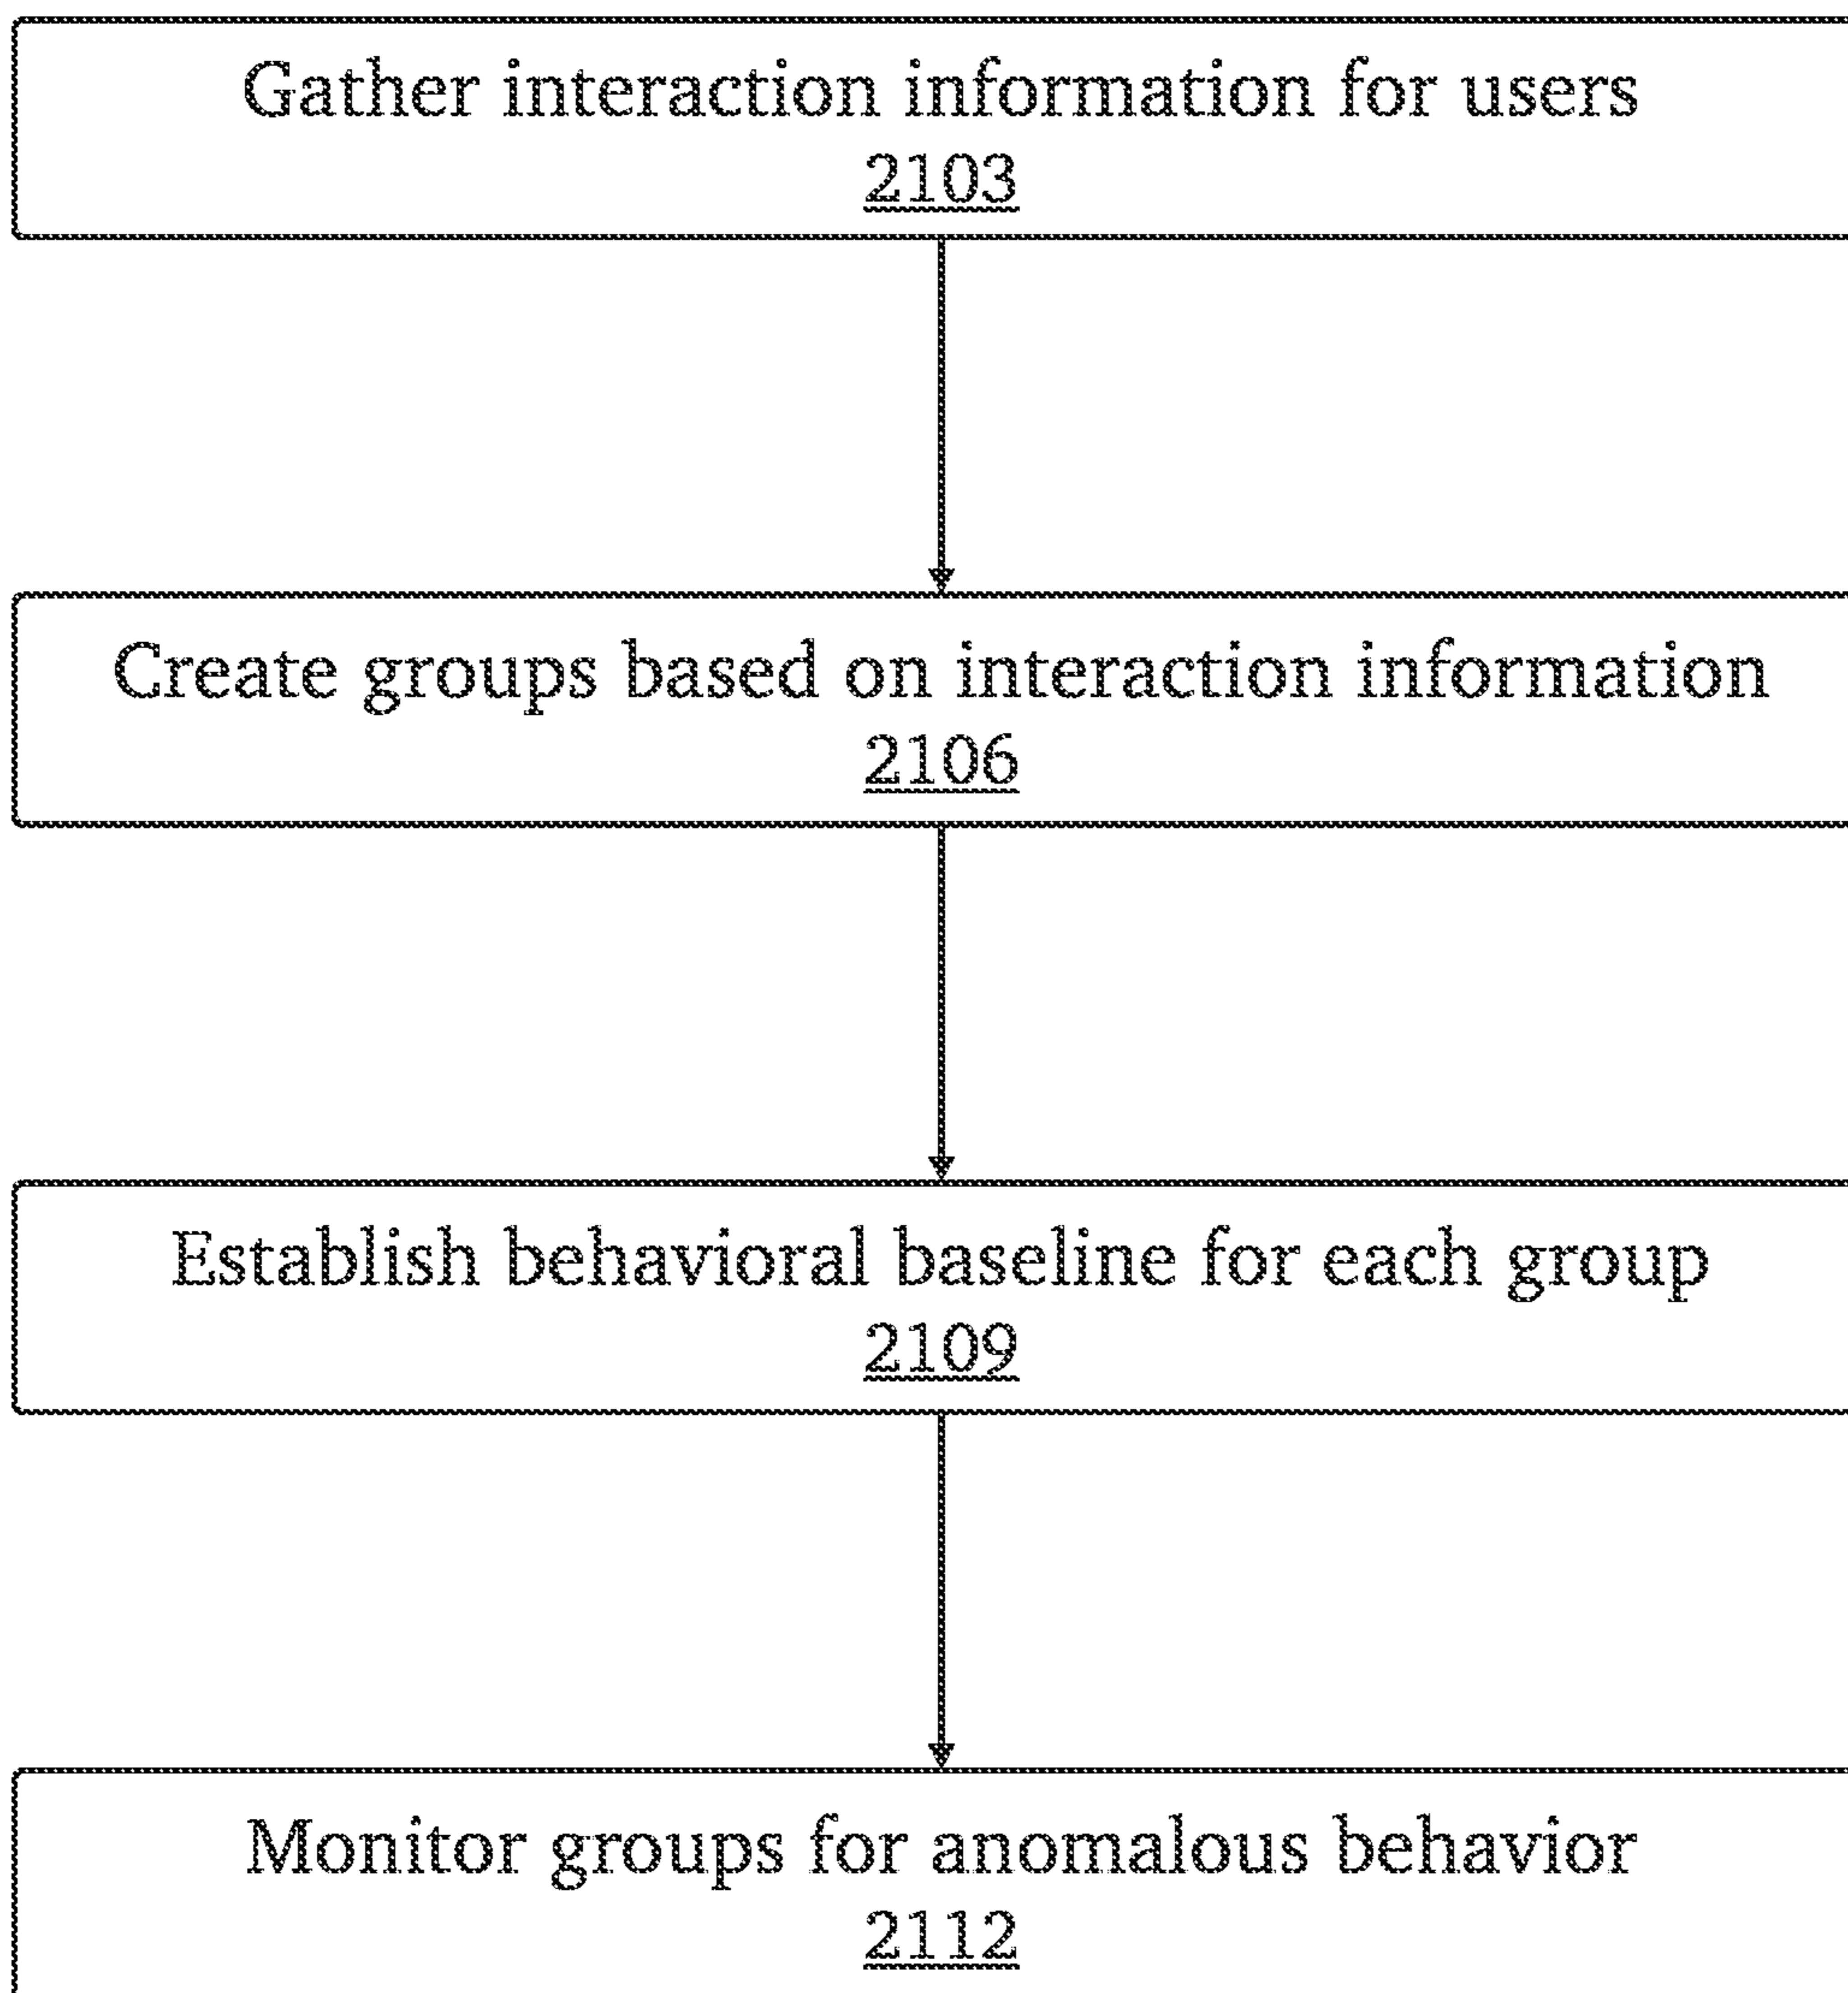 Gather interaction information for users
2103
Create groups based on interaction information
2106
Establish behavioral baseline for each group
2109
Monitor groups for anomalous behavior
2112